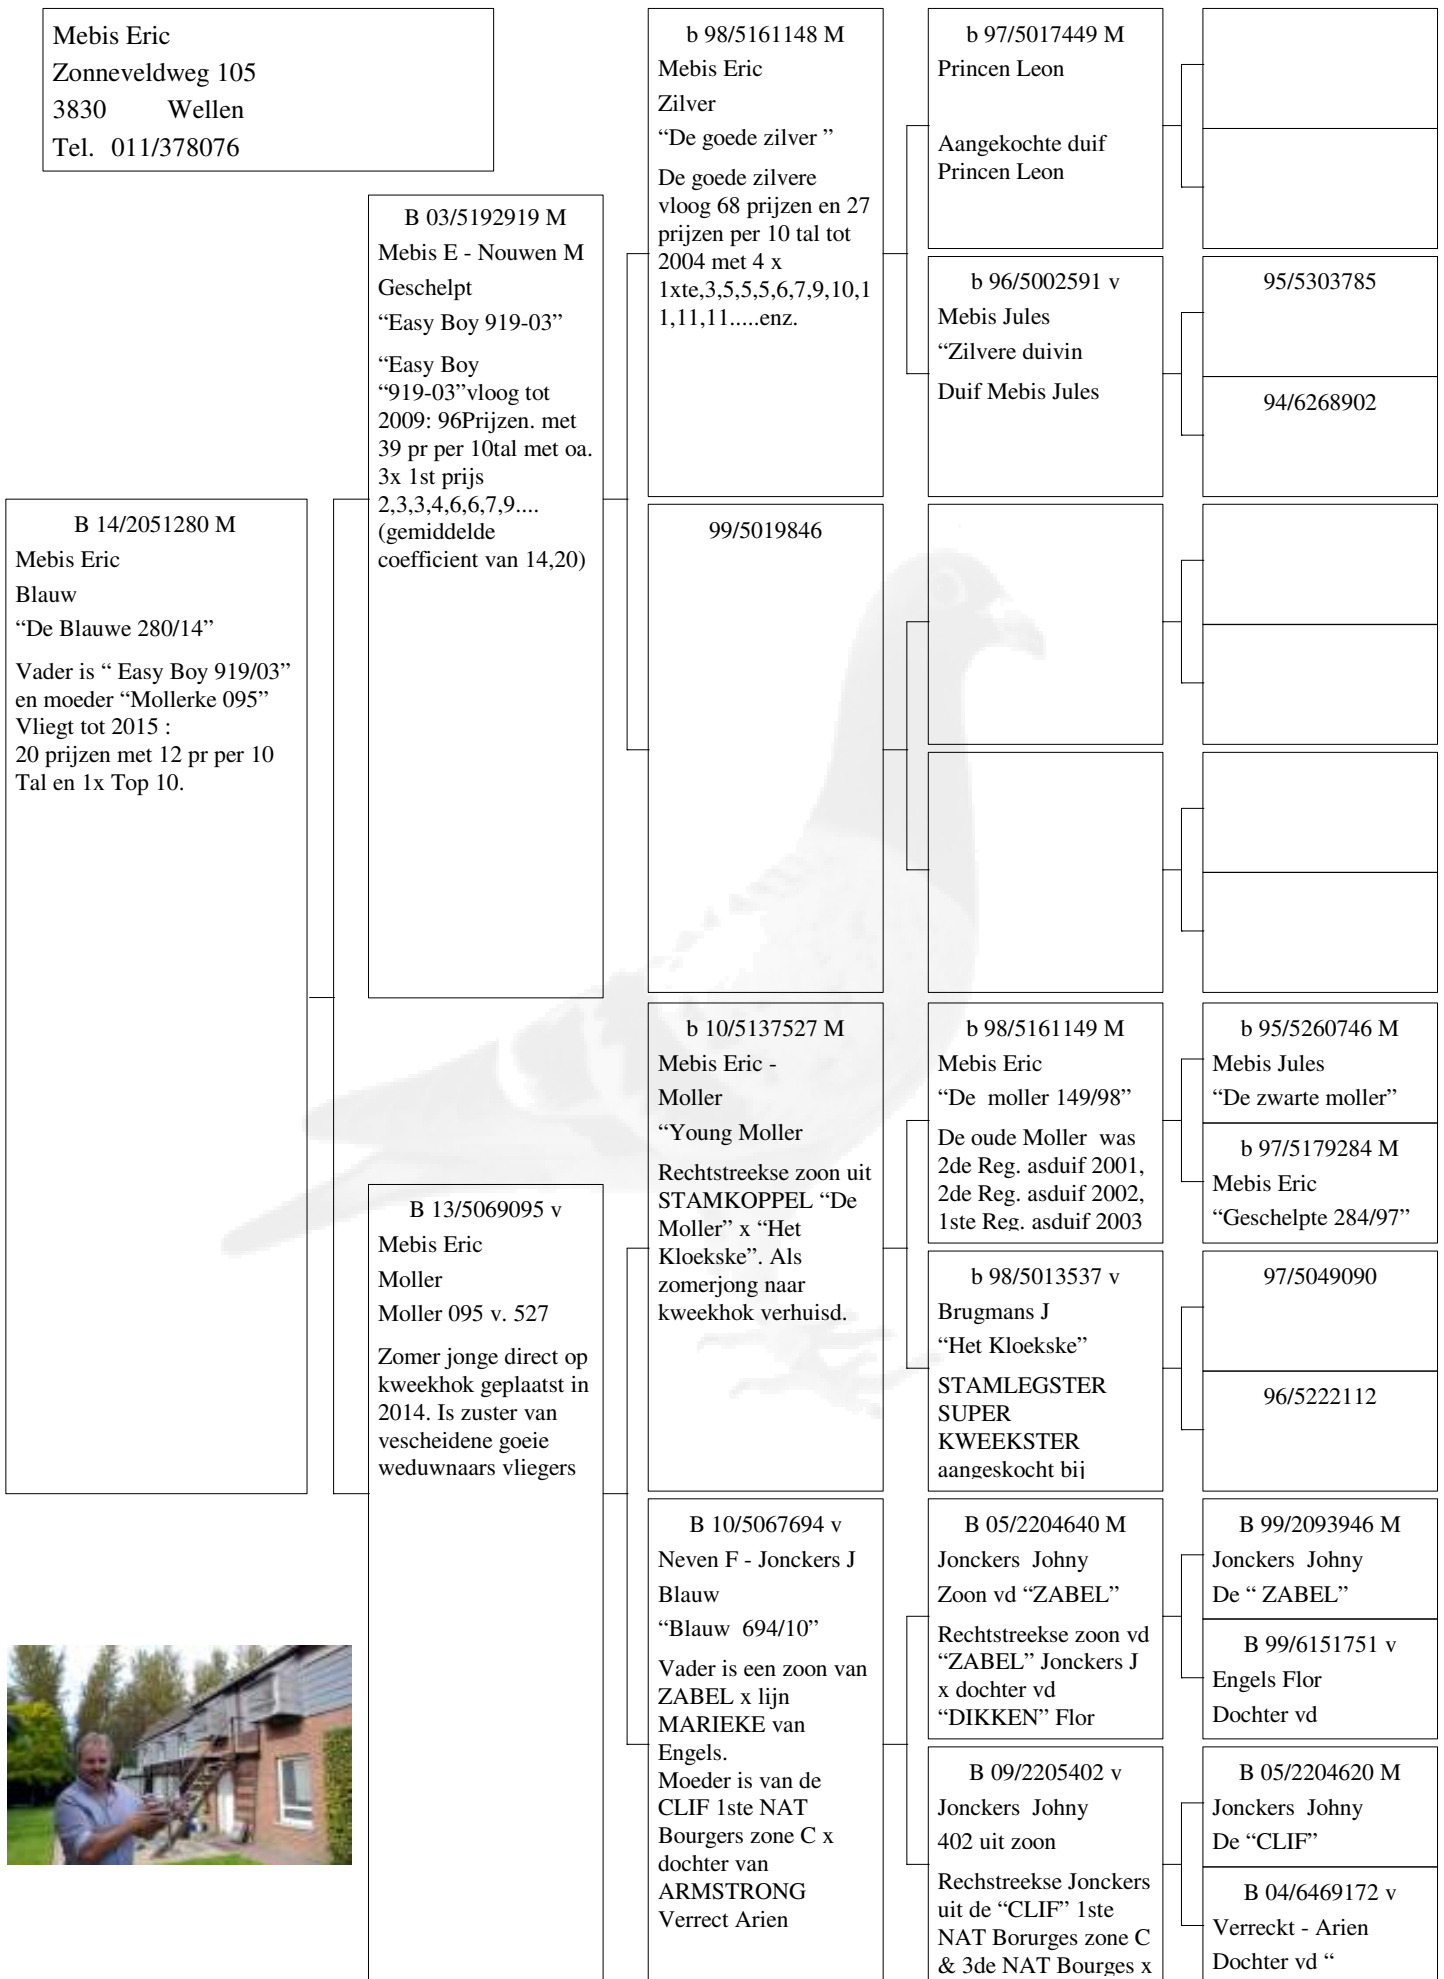 Mebis Eric
Zonneveldweg 105
3830 Wellen
Tel. 011/378076
B 14/2051280 M
Mebis Eric
Blauw
“De Blauwe 280/14”
Vader is “ Easy Boy 919/03”
en moeder “Mollerke 095”
Vliegt tot 2015 :
20 prijzen met 12 pr per 10
Tal en 1x Top 10.
B 03/5192919 M
Mebis E - Nouwen M
Geschelpt
“Easy Boy 919-03”
“Easy Boy
“919-03”vloog tot
2009: 96Prijzen. met
39 pr per 10tal met oa.
3x 1st prijs
2,3,3,4,6,6,7,9....
(gemiddelde
coefficient van 14,20)
B 13/5069095 v
Mebis Eric
Moller
Moller 095 v. 527
Zomer jonge direct op
kweekhok geplaatst in
2014. Is zuster van
vescheidene goeie
weduwnaars vliegers
b 98/5161148 M
Mebis Eric
Zilver
“De goede zilver ”
De goede zilvere
vloog 68 prijzen en 27
prijzen per 10 tal tot
2004 met 4 x
1xte,3,5,5,5,6,7,9,10,1
1,11,11.....enz.
99/5019846
b 10/5137527 M
Mebis Eric -
Moller
“Young Moller
Rechtstreekse zoon uit
STAMKOPPEL “De
Moller” x “Het
Kloekske”. Als
zomerjong naar
kweekhok verhuisd.
B 10/5067694 v
Neven F - Jonckers J
Blauw
“Blauw 694/10”
Vader is een zoon van
ZABEL x lijn
MARIEKE van
Engels.
Moeder is van de
CLIF 1ste NAT
Bourgers zone C x
dochter van
ARMSTRONG
Verrect Arien
b 97/5017449 M
Princen Leon
Aangekochte duif
Princen Leon
b 96/5002591 v
Mebis Jules
“Zilvere duivin
Duif Mebis Jules
b 98/5161149 M
Mebis Eric
“De moller 149/98”
De oude Moller was
2de Reg. asduif 2001,
2de Reg. asduif 2002,
1ste Reg. asduif 2003
b 98/5013537 v
Brugmans J
“Het Kloekske”
STAMLEGSTER
SUPER
KWEEKSTER
aangeskocht bij
B 05/2204640 M
Jonckers Johny
Zoon vd “ZABEL”
Rechtstreekse zoon vd
“ZABEL” Jonckers J
x dochter vd
“DIKKEN” Flor
B 09/2205402 v
Jonckers Johny
402 uit zoon
Rechstreekse Jonckers
uit de “CLIF” 1ste
NAT Borurges zone C
& 3de NAT Bourges x
95/5303785
94/6268902
b 95/5260746 M
Mebis Jules
“De zwarte moller”
b 97/5179284 M
Mebis Eric
“Geschelpte 284/97”
97/5049090
96/5222112
B 99/2093946 M
Jonckers Johny
De “ ZABEL”
B 99/6151751 v
Engels Flor
Dochter vd
B 05/2204620 M
Jonckers Johny
De “CLIF”
B 04/6469172 v
Verreckt - Arien
Dochter vd “